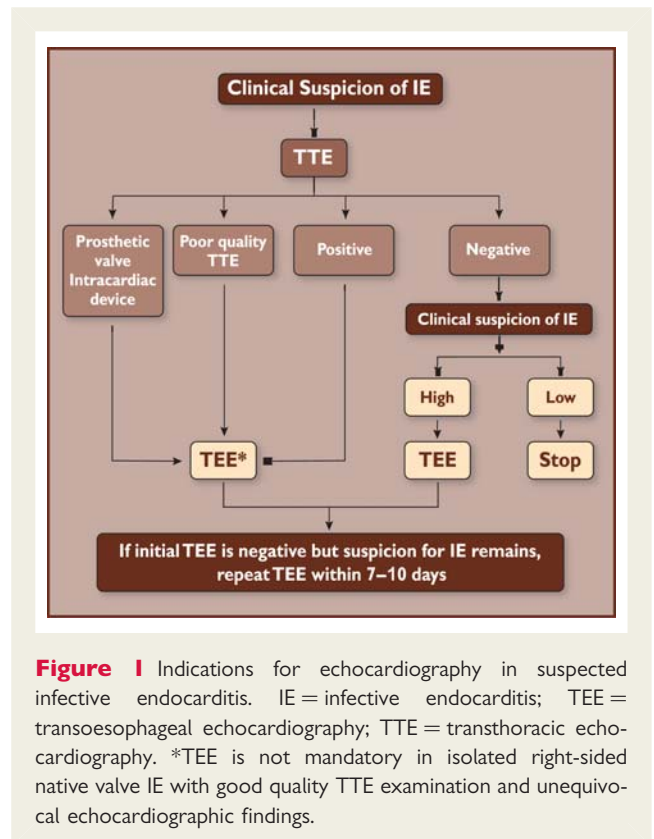 Clinical Suspicion of IE
TTE
Prosthetic
valve
Intracardiac
device
Poor quality
TTE
Positive
Negative
Clinical suspicion of IE
High
Low
TEE*
TEE
Stop
If initial TEE is negative but suspicion for IE remains,
repeat TEE within 7–10 days
Figure 1 Indications for echocardiography in suspected
infective endocarditis. IE = infective endocarditis; TEE =
transoesophageal echocardiography; TTE = transthoracic echo-
cardiography. *TEE is not mandatory in isolated right-sided
native valve IE with good quality TTE examination and unequivo-
cal echocardiographic findings.